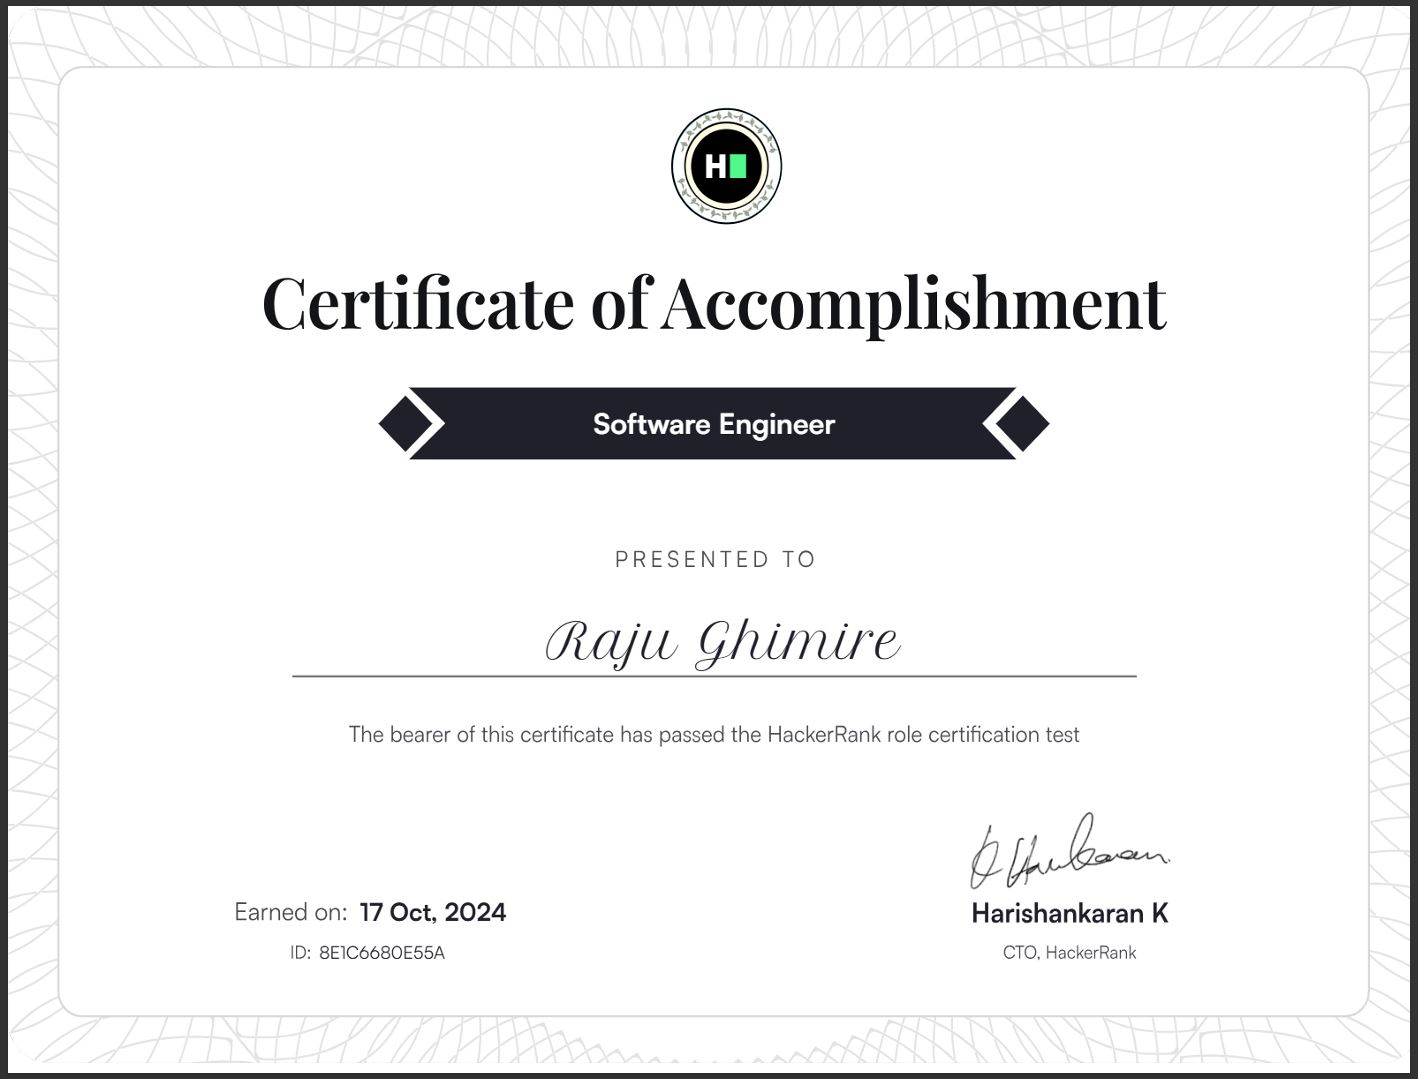 H
Certificate of Accomplishment
Software Engineer
PRESENTED TO
Raju Ghimire
The bearer of this certificate has passed the HackerRank role certification test
Earned on: 17 Oct, 2024
ID: 8E1C6680E55A
Harishankaran K
CTO, HackerRank